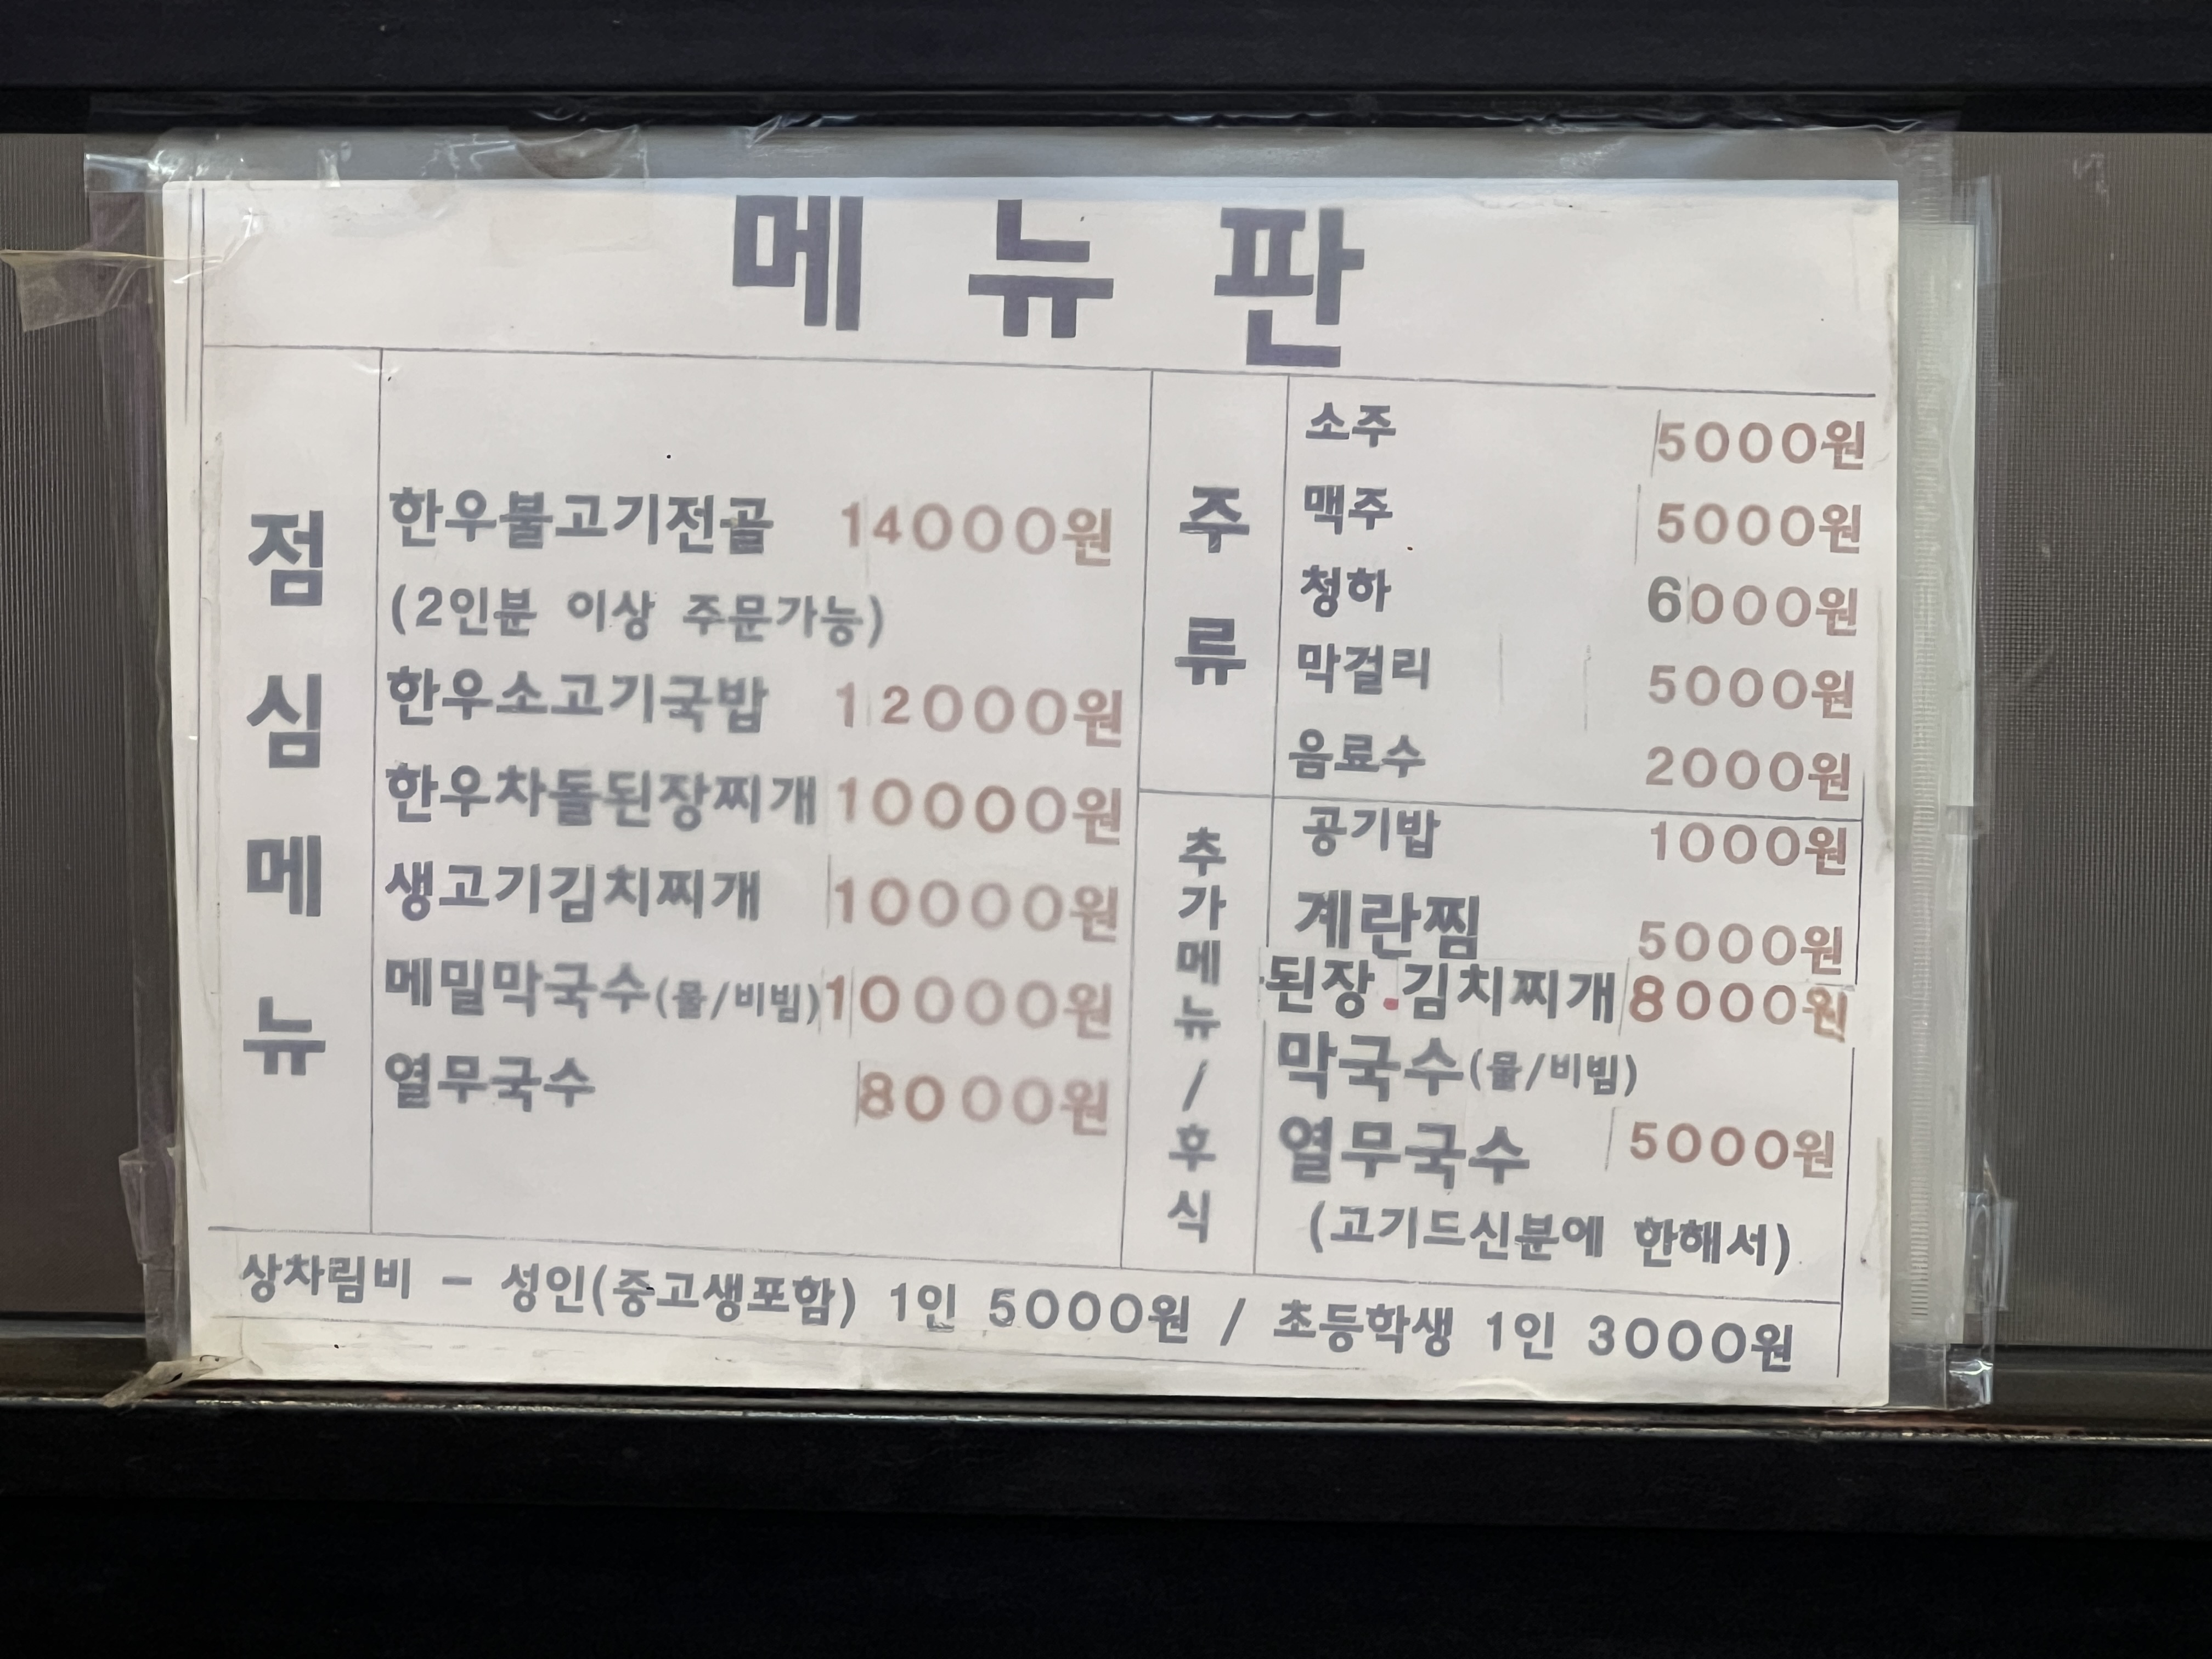 메뉴판
점심메뉴
한우불고기전골 14000원
(2인분 이상 주문가능)
한우소고기국밥 12000원
한우차돌된장찌개 10000원
생고기김치찌개 10000원
메밀막국수(물/비빔) 10000원
열무국수 8000원
주류
소주 5000원
맥주 5000원
청하 6000원
막걸리 5000원
음료수 2000원
추가메뉴/후식
공기밥 1000원
계란찜 5000원
된장.김치찌개 8000원
막국수(물/비빔)
열무국수 5000원
(고기드신분에 한해서)
상차림비 - 성인(중고생포함) 1인 5000원 / 초등학생 1인 3000원